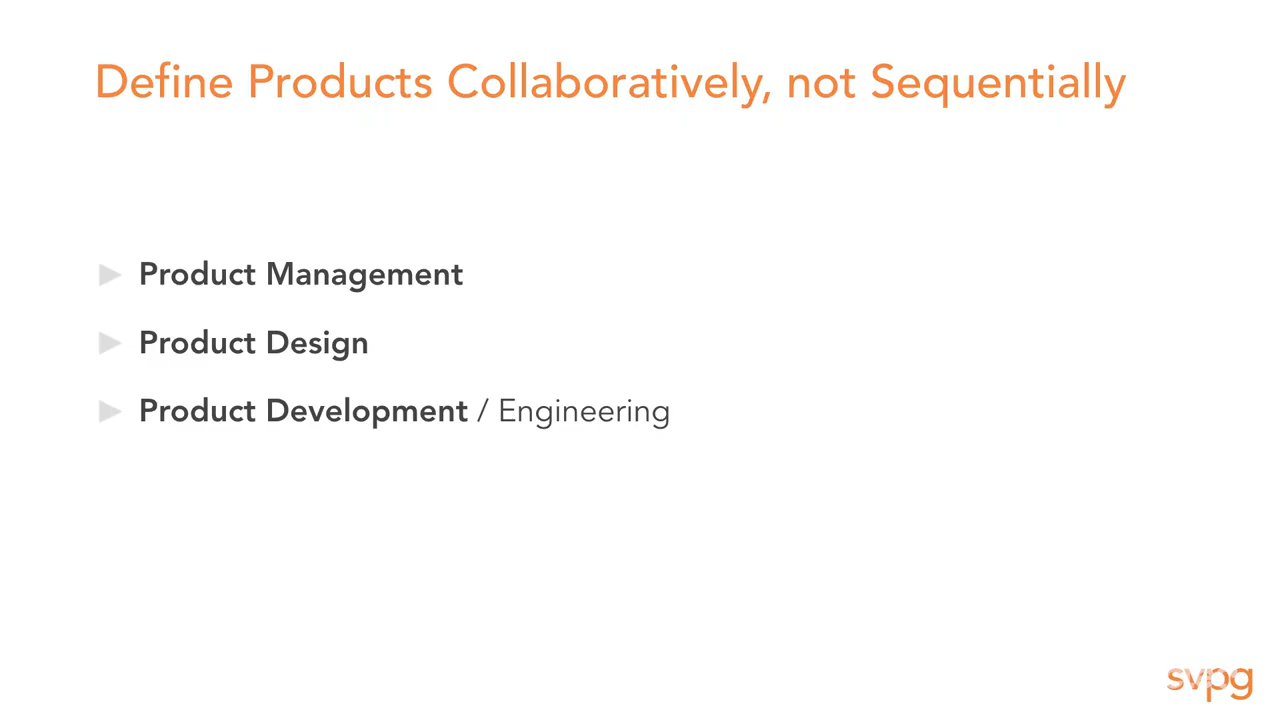 Define Products Collaboratively, not Sequentially
Product Management
Product Design
Product Development / Engineering
svpg